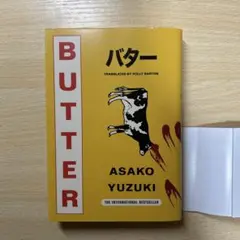 BUTTER
バター
TRANSLATED BY POLLY BARTON
ASAKO
YUZUKI
THE INTERNATIONAL BESTSELLER